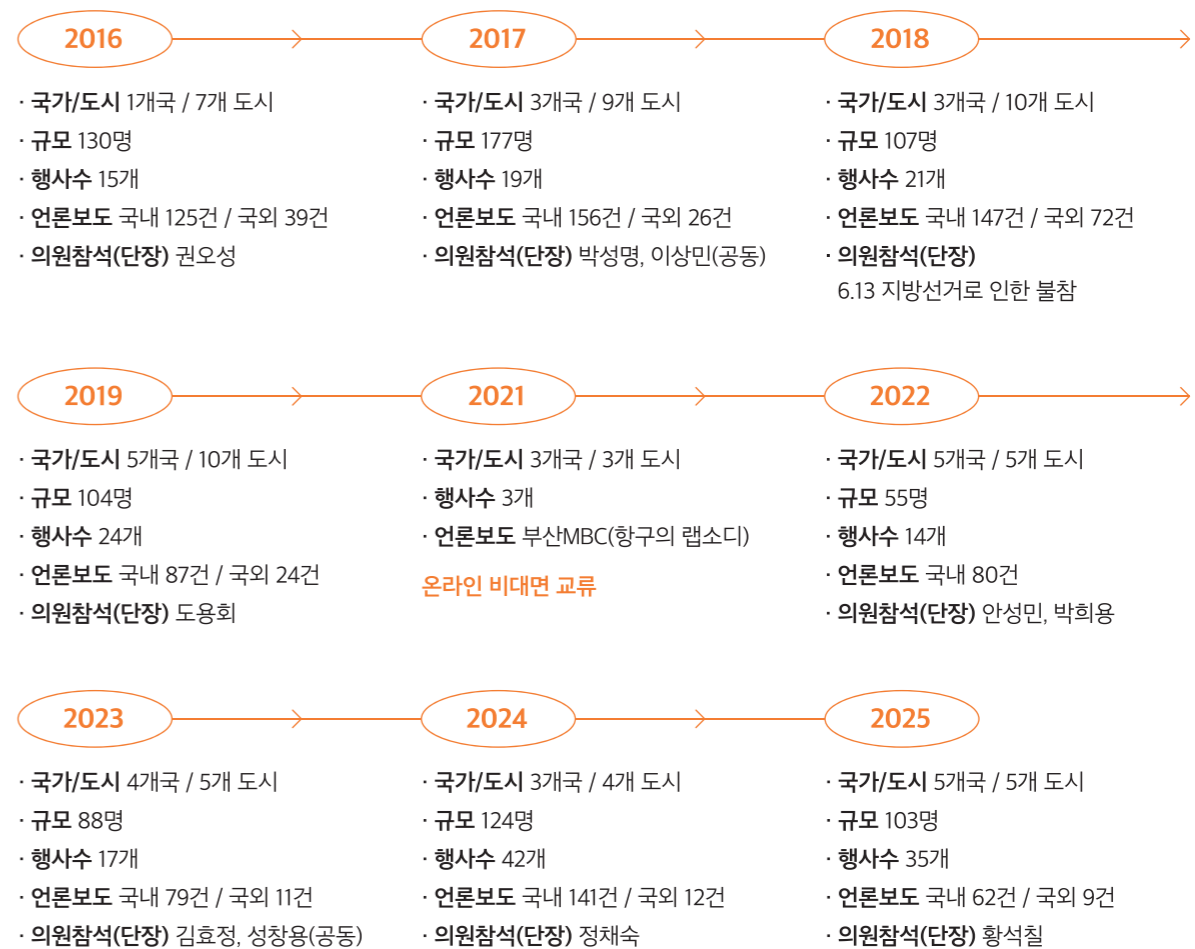 2016
· 국가/도시 1개국 / 7개 도시
· 규모 130명
· 행사수 15개
· 언론보도 국내 125건 / 국외 39건
· 의원참석(단장) 권오성
2017
· 국가/도시 3개국 / 9개 도시
· 규모 177명
· 행사수 19개
· 언론보도 국내 156건 / 국외 26건
· 의원참석(단장) 박성명, 이상민(공동)
2018
· 국가/도시 3개국 / 10개 도시
· 규모 107명
· 행사수 21개
· 언론보도 국내 147건 / 국외 72건
· 의원참석(단장)
6.13 지방선거로 인한 불참
2019
· 국가/도시 5개국 / 10개 도시
· 규모 104명
· 행사수 24개
· 언론보도 국내 87건 / 국외 24건
· 의원참석(단장) 도용회
2021
· 국가/도시 3개국 / 3개 도시
· 행사수 3개
· 언론보도 부산MBC(항구의 랩소디)
온라인 비대면 교류
2022
· 국가/도시 5개국 / 5개 도시
· 규모 55명
· 행사수 14개
· 언론보도 국내 80건
· 의원참석(단장) 안성민, 박희용
2023
· 국가/도시 4개국 / 5개 도시
· 규모 88명
· 행사수 17개
· 언론보도 국내 79건 / 국외 11건
· 의원참석(단장) 김효정, 성창용(공동)
2024
· 국가/도시 3개국 / 4개 도시
· 규모 124명
· 행사수 42개
· 언론보도 국내 141건 / 국외 12건
· 의원참석(단장) 정채숙
2025
· 국가/도시 5개국 / 5개 도시
· 규모 103명
· 행사수 35개
· 언론보도 국내 62건 / 국외 9건
· 의원참석(단장) 황석칠